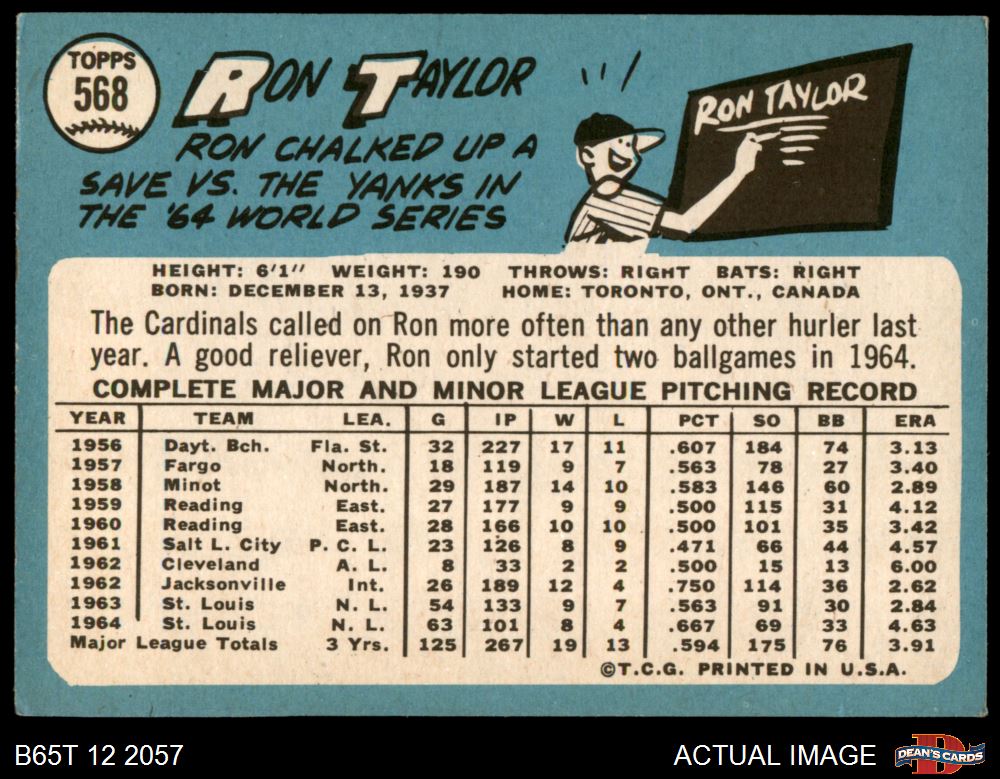 TOPPS
568
RON TAYLOR
RON CHALKED UP A
SAVE VS. THE YANKS IN
THE '64 WORLD SERIES
RON TAYLOR
HEIGHT: 6'1" WEIGHT: 190 THROWS: RIGHT BATS: RIGHT
BORN: DECEMBER 13, 1937 HOME: TORONTO, ONT., CANADA
The Cardinals called on Ron more often than any other hurler last
year. A good reliever, Ron only started two ballgames in 1964.
COMPLETE MAJOR AND MINOR LEAGUE PITCHING RECORD
YEAR TEAM LEA. G IP W L PCT SO BB ERA
1956 Dayt. Bch. Fla. St. 32 227 17 11 .607 184 74 3.13
1957 Fargo North. 18 119 9 7 .563 78 27 3.40
1958 Minot North. 29 187 14 10 .583 146 60 2.89
1959 Reading East. 27 177 9 9 .500 115 31 4.12
1960 Reading East. 28 166 10 10 .500 101 35 3.42
1961 Salt L. City P. C. L. 23 126 8 9 .471 66 44 4.57
1962 Cleveland A. L. 8 33 2 2 .500 15 13 6.00
1962 Jacksonville Int. 26 189 12 4 .750 114 36 2.62
1963 St. Louis N. L. 54 133 9 7 .563 91 30 2.84
1964 St. Louis N. L. 63 101 8 4 .667 69 33 4.63
Major League Totals 3 Yrs. 125 267 19 13 .594 175 76 3.91
©T.C.G. PRINTED IN U.S.A.
B65T 12 2057 ACTUAL IMAGE DEAN'S CARDS